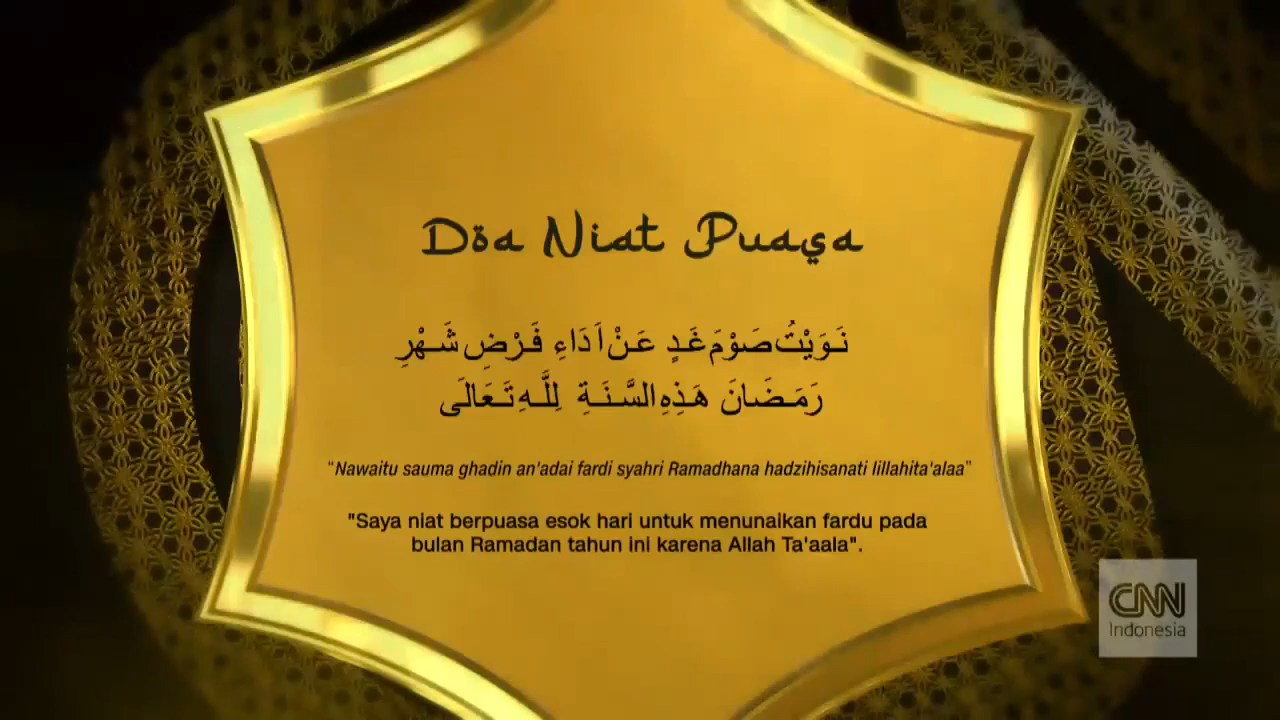 Doa Niat Puasa
نَوَيْتُ صَوْمَ غَدٍ عَنْ اَدَاءِ فَرْضِ شَهْرِ
رَمَضَانَ هَذِهِ السَّنَةِ لِلَّهِ تَعَالَى
“Nawaitu sauma ghadin an'adai fardi syahri Ramadhana hadzihisanati lillahita'alaa”
"Saya niat berpuasa esok hari untuk menunaikan fardu pada
bulan Ramadan tahun ini karena Allah Ta'aala".
CNN
Indonesia